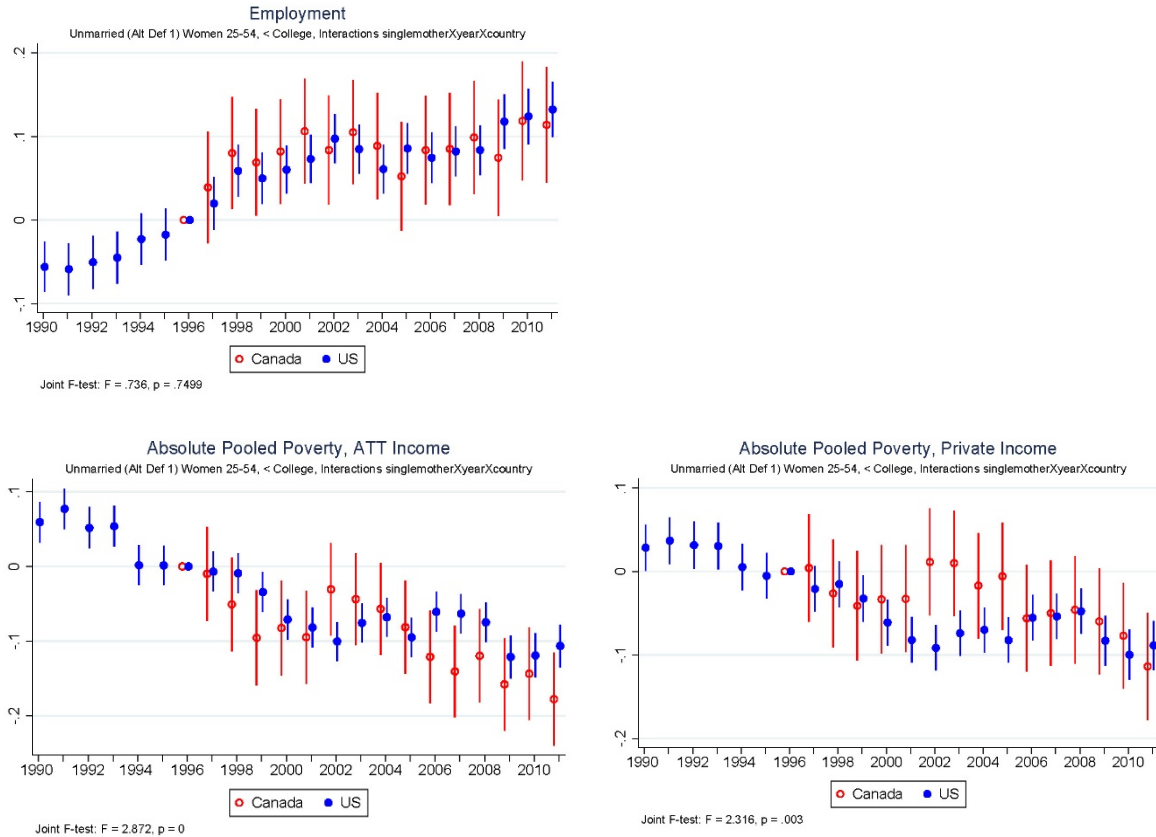 Employment
Unmarried (Alt Def 1) Women 25-54, < College, Interactions singlemotherXyearXcountry
.2
.1
0
-.1
1990 1992 1994 1996 1998 2000 2002 2004 2006 2008 2010
Canada US
Joint F-test: F = .736, p = .7499
Absolute Pooled Poverty, ATT Income
Unmarried (Alt Def 1) Women 25-54, < College, Interactions singlemotherXyearXcountry
.1
0
-.1
-.2
1990 1992 1994 1996 1998 2000 2002 2004 2006 2008 2010
Canada US
Joint F-test: F = 2.872, p = 0
Absolute Pooled Poverty, Private Income
Unmarried (Alt Def 1) Women 25-54, < College, Interactions singlemotherXyearXcountry
.1
0
-.1
-.2
1990 1992 1994 1996 1998 2000 2002 2004 2006 2008 2010
Canada US
Joint F-test: F = 2.316, p = .003